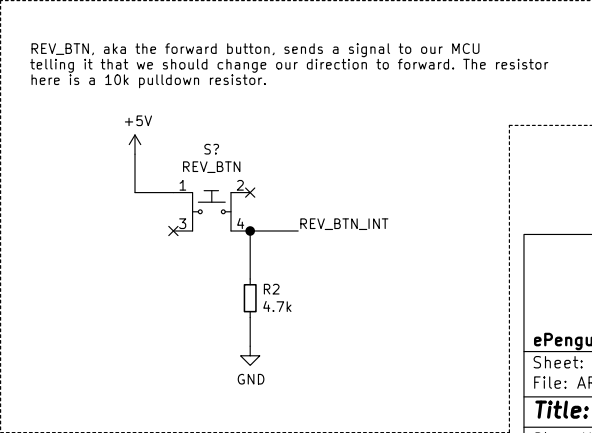 REV_BTN, aka the forward button, sends a signal to our MCU
telling it that we should change our direction to forward. The resistor
here is a 10k pulldown resistor.
+5V
S?
REV_BTN
1
2
3
4
REV_BTN_INT
R2
4.7k
GND
Sheet:
File:
Title: